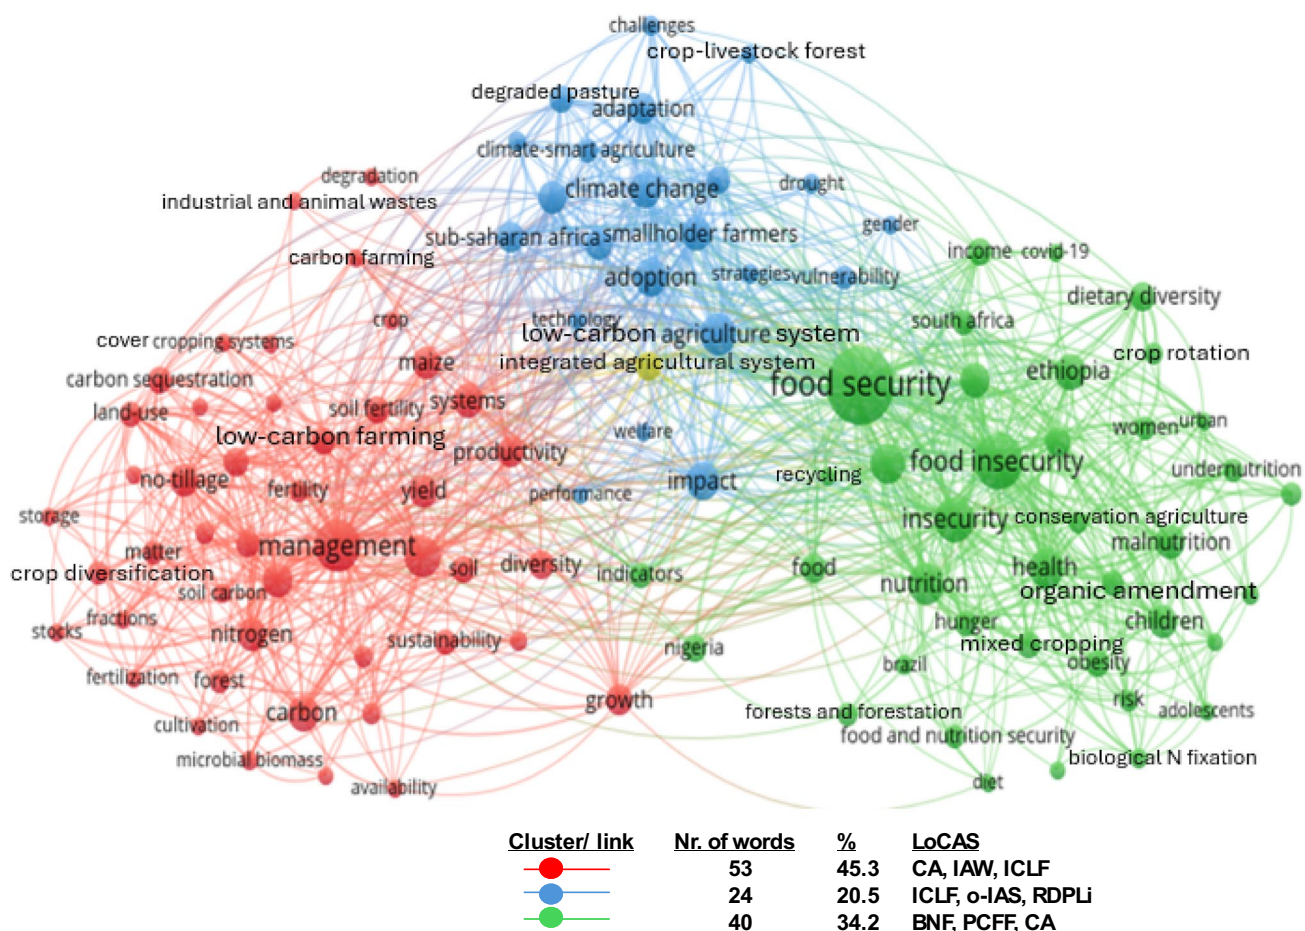 challenges
crop-livestock forest
degraded pasture
adaptation
climate-smart agriculture
degradation
climate change
drought
industrial and animal wastes
sub-saharan africa smallholder farmers
gender
carbon farming
income covid-19
adoption strategies vulnerability
dietary diversity
crop
technology
south africa
low-carbon agriculture system
cover cropping systems
maize
integrated agricultural system
crop rotation
carbon sequestration
food security
ethiopia
land-use
soil fertility systems
low-carbon farming
welfare
women urban
productivity
food insecurity
undernutrition
no-tillage
recycling
fertility
yield
performance
impact
storage
insecurity conservation agriculture
matter
management
malnutrition
crop diversification
soil
diversity
indicators
food
health
soil carbon
nutrition
organic amendment
fractions
hunger
children
stocks
nitrogen
sustainability
nigeria
mixed cropping
brazil
obesity
fertilization
forest
growth
risk
adolescents
cultivation
carbon
forests and forestation
food and nutrition security
microbial biomass
biological N fixation
availability
diet
Cluster/ link Nr. of words % LoCAS
53 45.3 CA, IAW, ICLF
24 20.5 ICLF, o-IAS, RDPLi
40 34.2 BNF, PCFF, CA